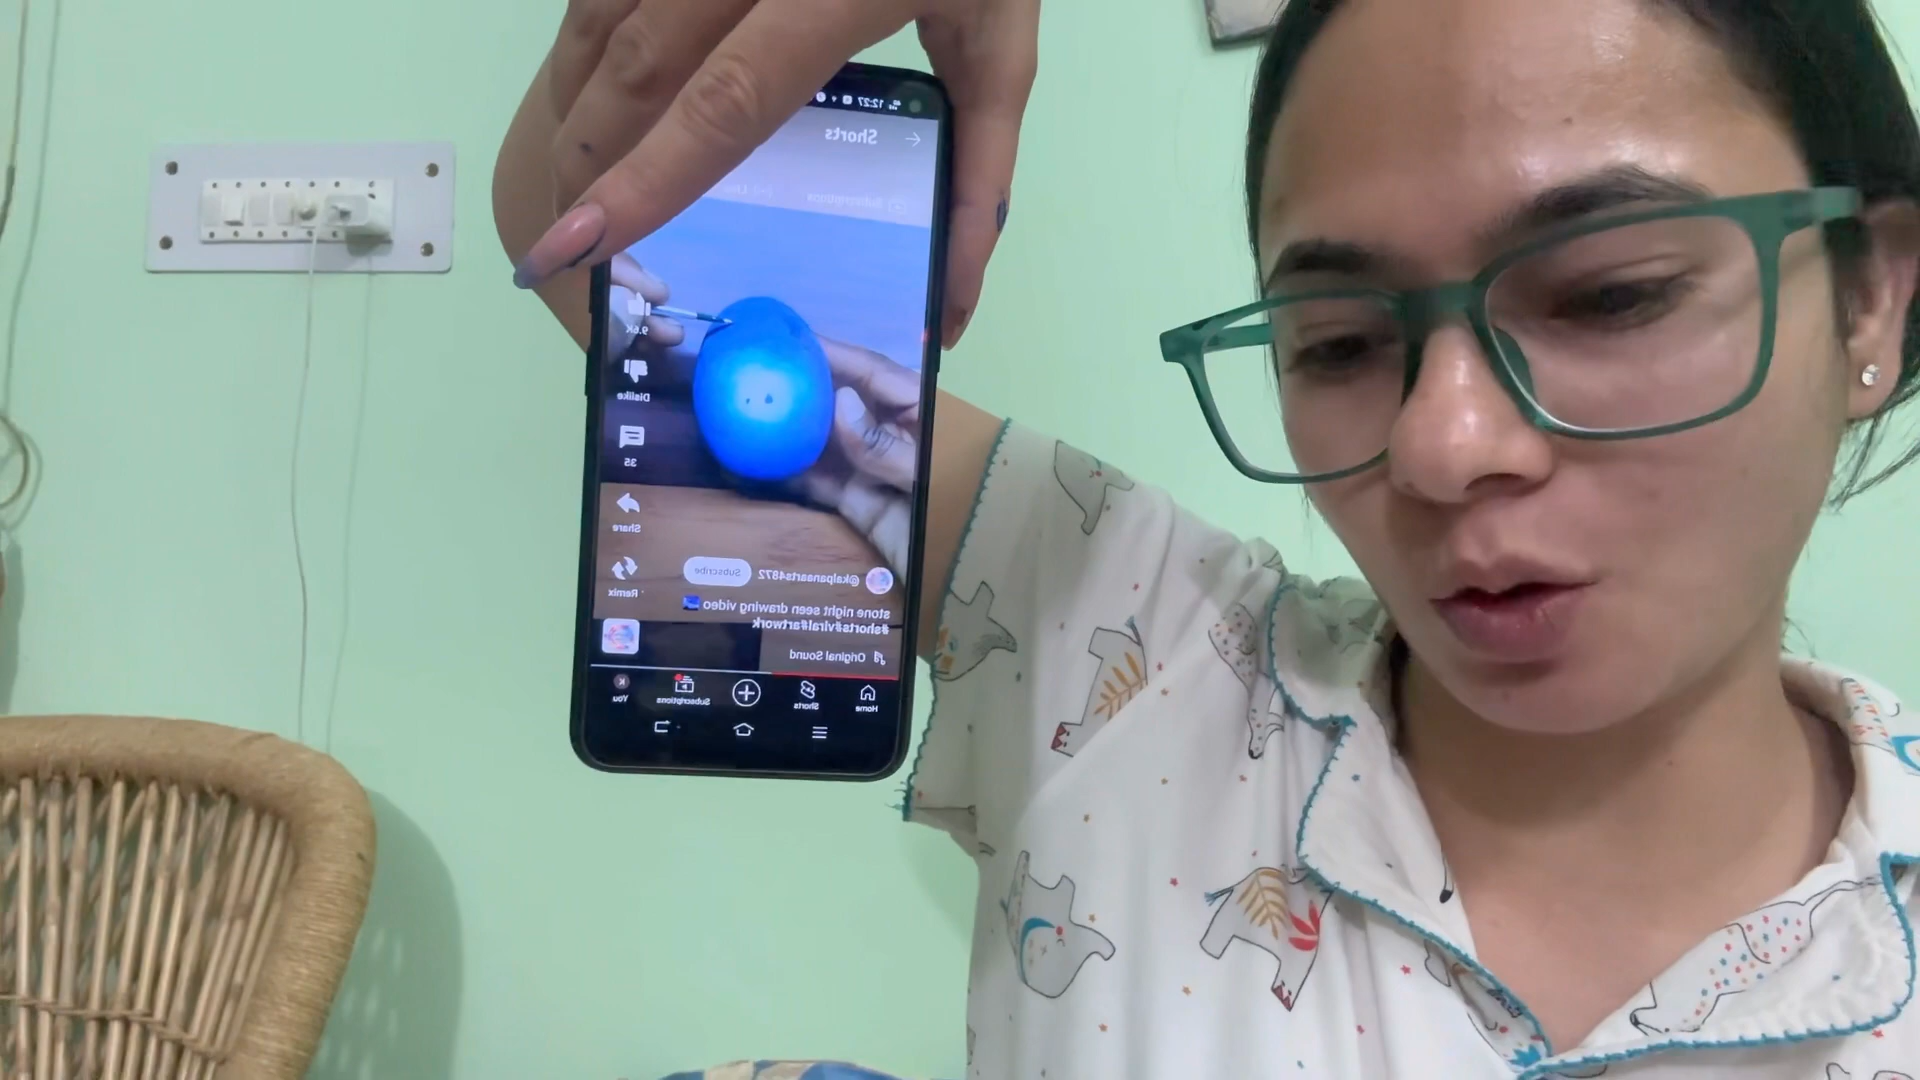 12:27
Shorts
Subscriptions
Live
9.6K
Dislike
35
Share
Remix
@kalpanaarts4872
Subscribe
stone night seen drawing video
#shorts#viral#artwork
Original Sound
Home
Shorts
Subscriptions
K
You